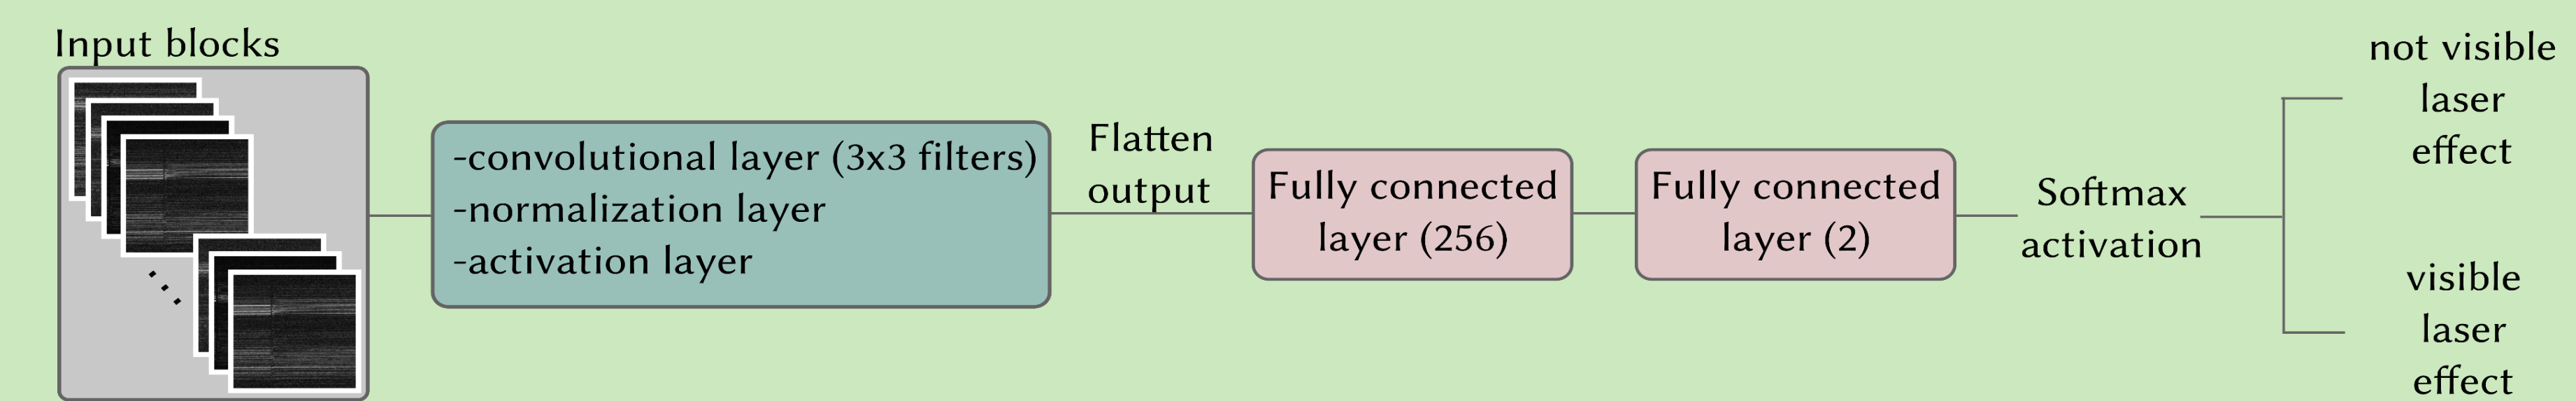 Input blocks
-convolutional layer (3x3 filters)
-normalization layer
-activation layer
Flatten
output
Fully connected
layer (256)
Fully connected
layer (2)
Softmax
activation
not visible
laser
effect
visible
laser
effect